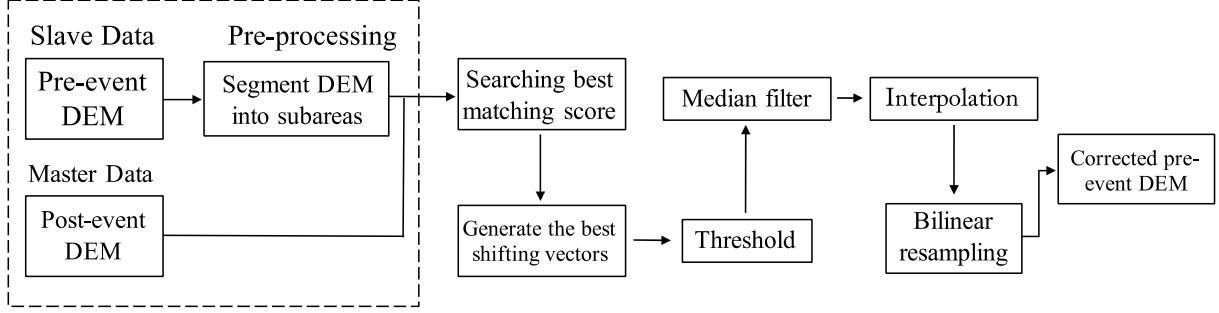 Slave Data
Pre-processing
Pre-event
DEM
Segment DEM
into subareas
Master Data
Post-event
DEM
Searching best
matching score
Generate the best
shifting vectors
Threshold
Median filter
Interpolation
Bilinear
resampling
Corrected pre-
event DEM